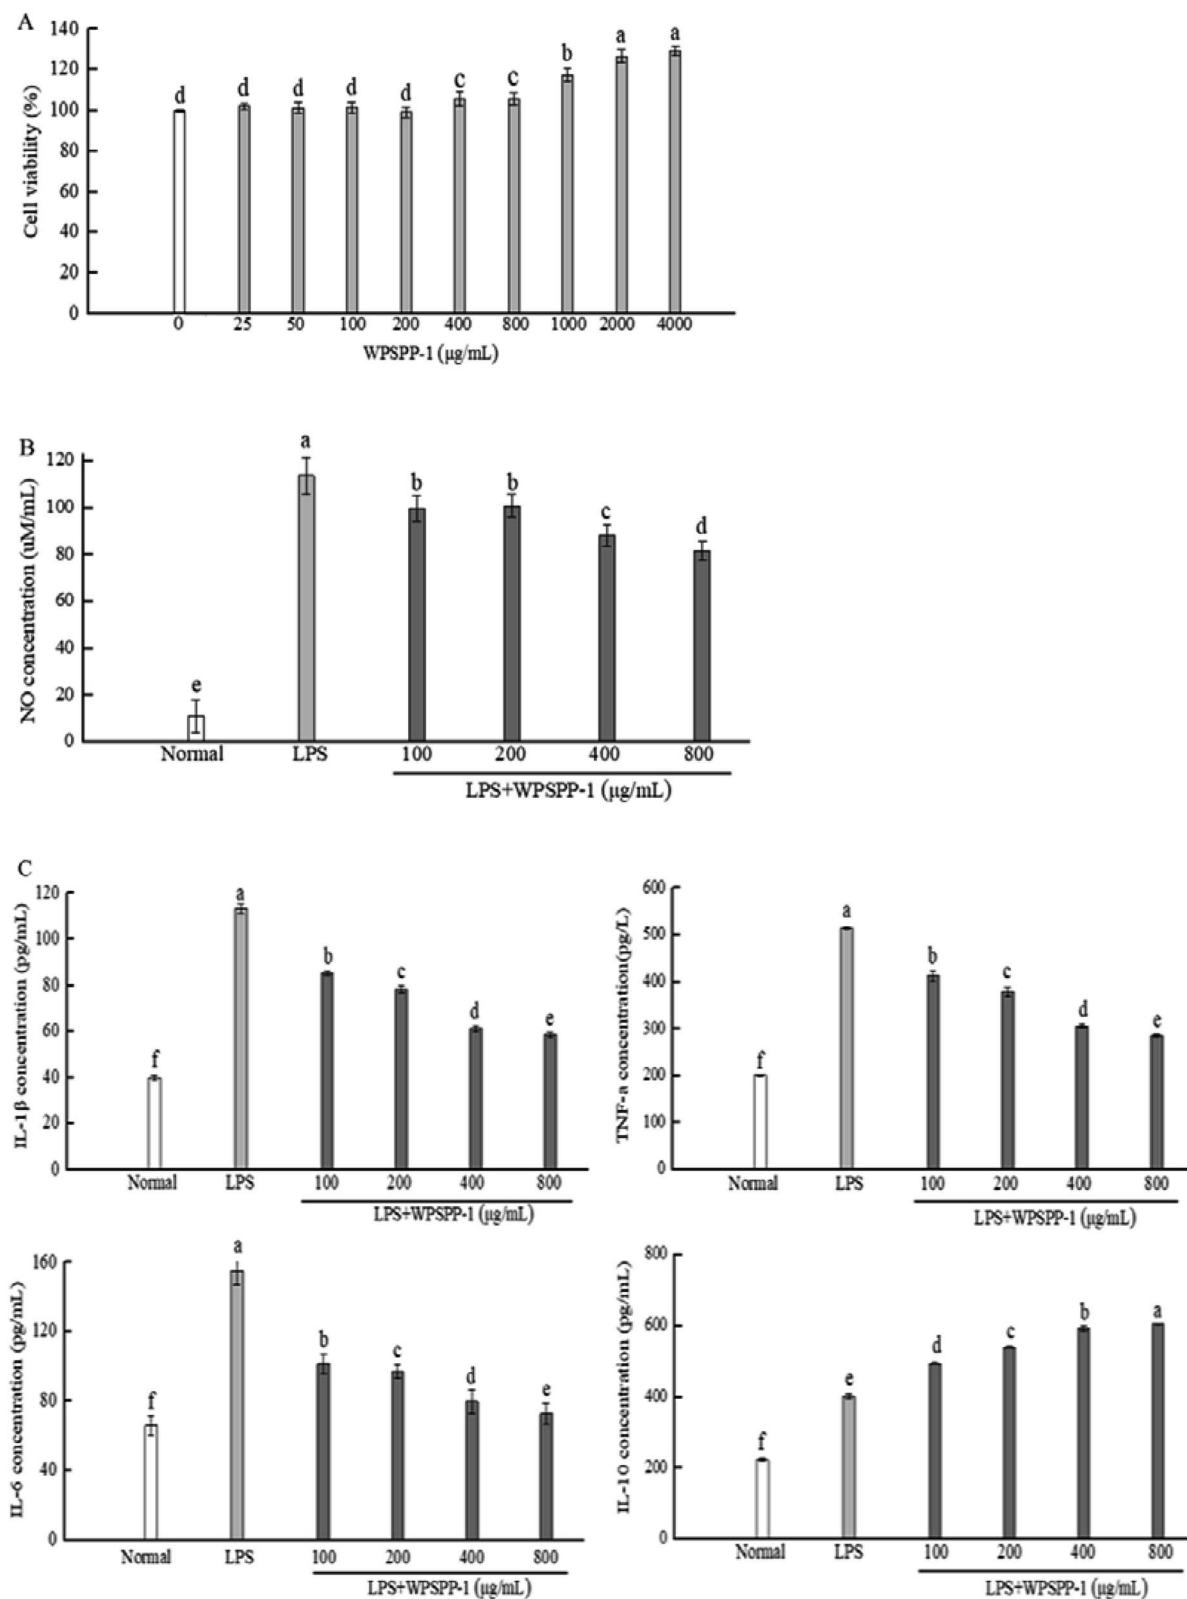 A
140
120
100
80
60
40
20
0
Cell viability (%)
d d d d d c c b a a
0 25 50 100 200 400 800 1000 2000 4000
WPSPP-1 (μg/mL)
B
120
100
80
60
40
20
0
NO concentration (uM/mL)
e a b b c d
Normal LPS 100 200 400 800
LPS+WPSPP-1 (μg/mL)
C
120
100
80
60
40
20
0
IL-1β concentration (pg/mL)
f a b c d e
Normal LPS 100 200 400 800
LPS+WPSPP-1 (μg/mL)
600
500
400
300
200
100
0
TNF-a concentration(pg/L)
f a b c d e
Normal LPS 100 200 400 800
LPS+WPSPP-1 (μg/mL)
160
120
80
40
0
IL-6 concentration (pg/mL)
f a b c d e
Normal LPS 100 200 400 800
LPS+WPSPP-1 (μg/mL)
800
600
400
200
0
IL-10 concentration (pg/mL)
f e d c b a
Normal LPS 100 200 400 800
LPS+WPSPP-1 (μg/mL)